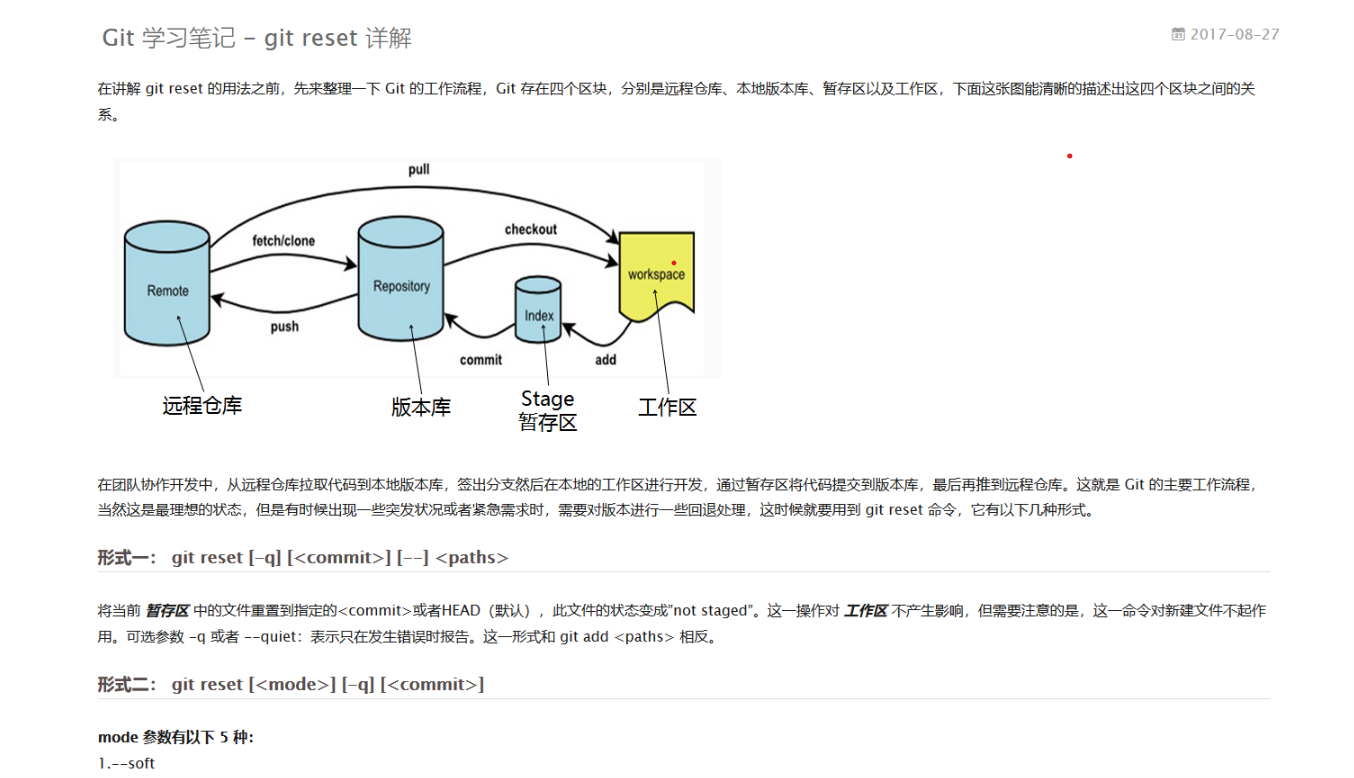 Git 学习笔记 - git reset 详解
2017-08-27
在讲解 git reset 的用法之前，先来整理一下 Git 的工作流程，Git 存在四个区块，分别是远程仓库、本地版本库、暂存区以及工作区，下面这张图能清晰的描述出这四个区块之间的关
系。
pull
fetch/clone
checkout
Remote
Repository
workspace
Index
push
commit
add
远程仓库
版本库
Stage
暂存区
工作区
在团队协作开发中，从远程仓库拉取代码到本地版本库，签出分支然后在本地的工作区进行开发，通过暂存区将代码提交到版本库，最后再推到远程仓库。这就是 Git 的主要工作流程，
当然这是最理想的状态，但是有时候出现一些突发状况或者紧急需求时，需要对版本进行一些回退处理，这时候就要用到 git reset 命令，它有以下几种形式。
形式一： git reset [-q] [<commit>] [--] <paths>
将当前 暂存区 中的文件重置到指定的<commit>或者HEAD（默认），此文件的状态变成"not staged"。这一操作对 工作区 不产生影响，但需要注意的是，这一命令对新建文件不起作
用。可选参数 -q 或者 --quiet：表示只在发生错误时报告。这一形式和 git add <paths> 相反。
形式二： git reset [<mode>] [-q] [<commit>]
mode 参数有以下 5 种：
1.--soft